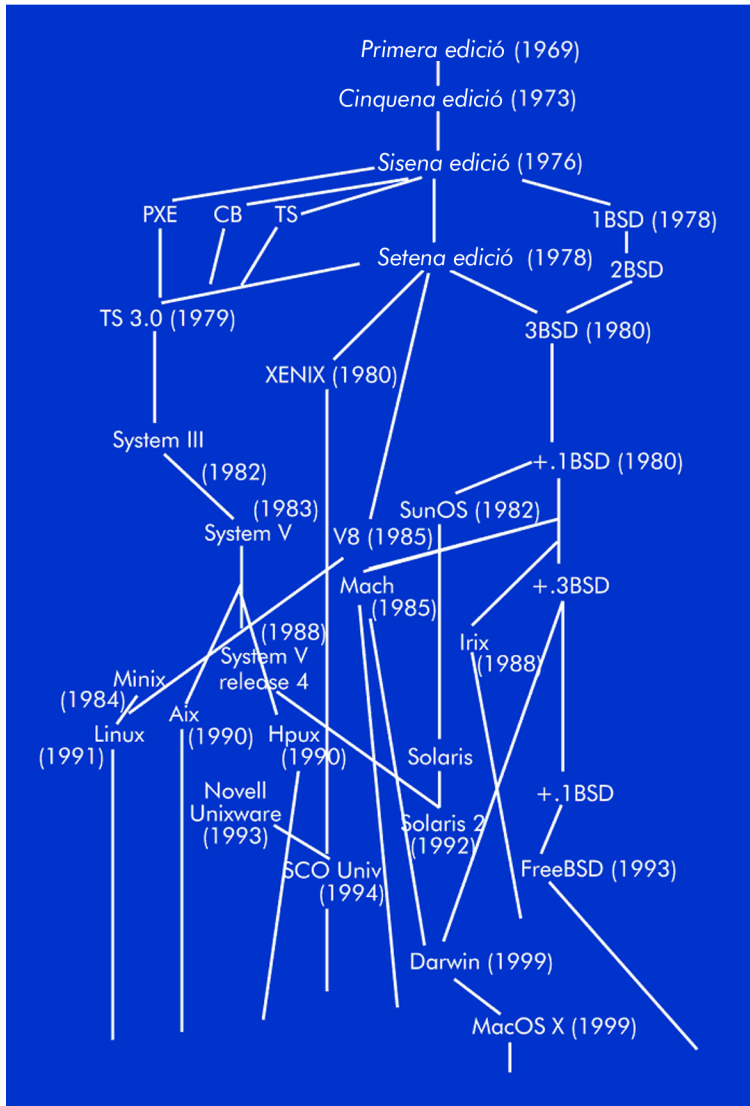 Primera edició (1969)
Cinquena edició (1973)
Sisena edició (1976)
PXE
CB
TS
1BSD (1978)
Setena edició (1978)
2BSD
TS 3.0 (1979)
3BSD (1980)
XENIX (1980)
System III
(1982)
+.1BSD (1980)
(1983)
System V
SunOS (1982)
V8 (1985)
Mach
(1985)
+.3BSD
(1988)
System V
release 4
Irix
(1988)
Minix
(1984)
Linux
(1991)
Aix
(1990)
Hpux
(1990)
Solaris
Novell
Unixware
(1993)
+.1BSD
Solaris 2
(1992)
SCO Univ
(1994)
FreeBSD (1993)
Darwin (1999)
MacOS X (1999)